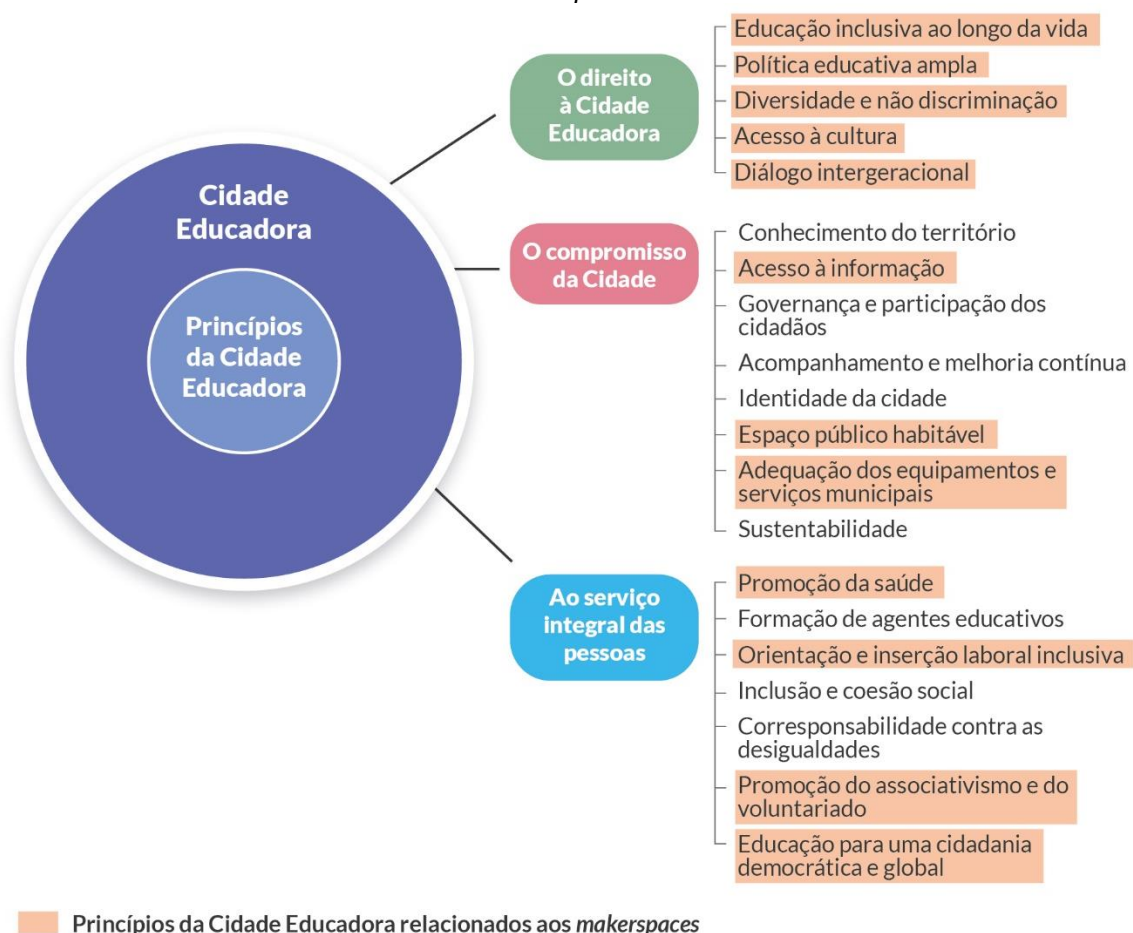 Cidade
Educadora
Princípios
da Cidade
Educadora
O direito
à Cidade
Educadora
Educação inclusiva ao longo da vida
Política educativa ampla
Diversidade e não discriminação
Acesso à cultura
Diálogo intergeracional
O compromisso
da Cidade
Conhecimento do território
Acesso à informação
Governança e participação dos
cidadãos
Acompanhamento e melhoria contínua
Identidade da cidade
Espaço público habitável
Adequação dos equipamentos e
serviços municipais
Sustentabilidade
Ao serviço
integral das
pessoas
Promoção da saúde
Formação de agentes educativos
Orientação e inserção laboral inclusiva
Inclusão e coesão social
Corresponsabilidade contra as
desigualdades
Promoção do associativismo e do
voluntariado
Educação para uma cidadania
democrática e global
Princípios da Cidade Educadora relacionados aos makerspaces